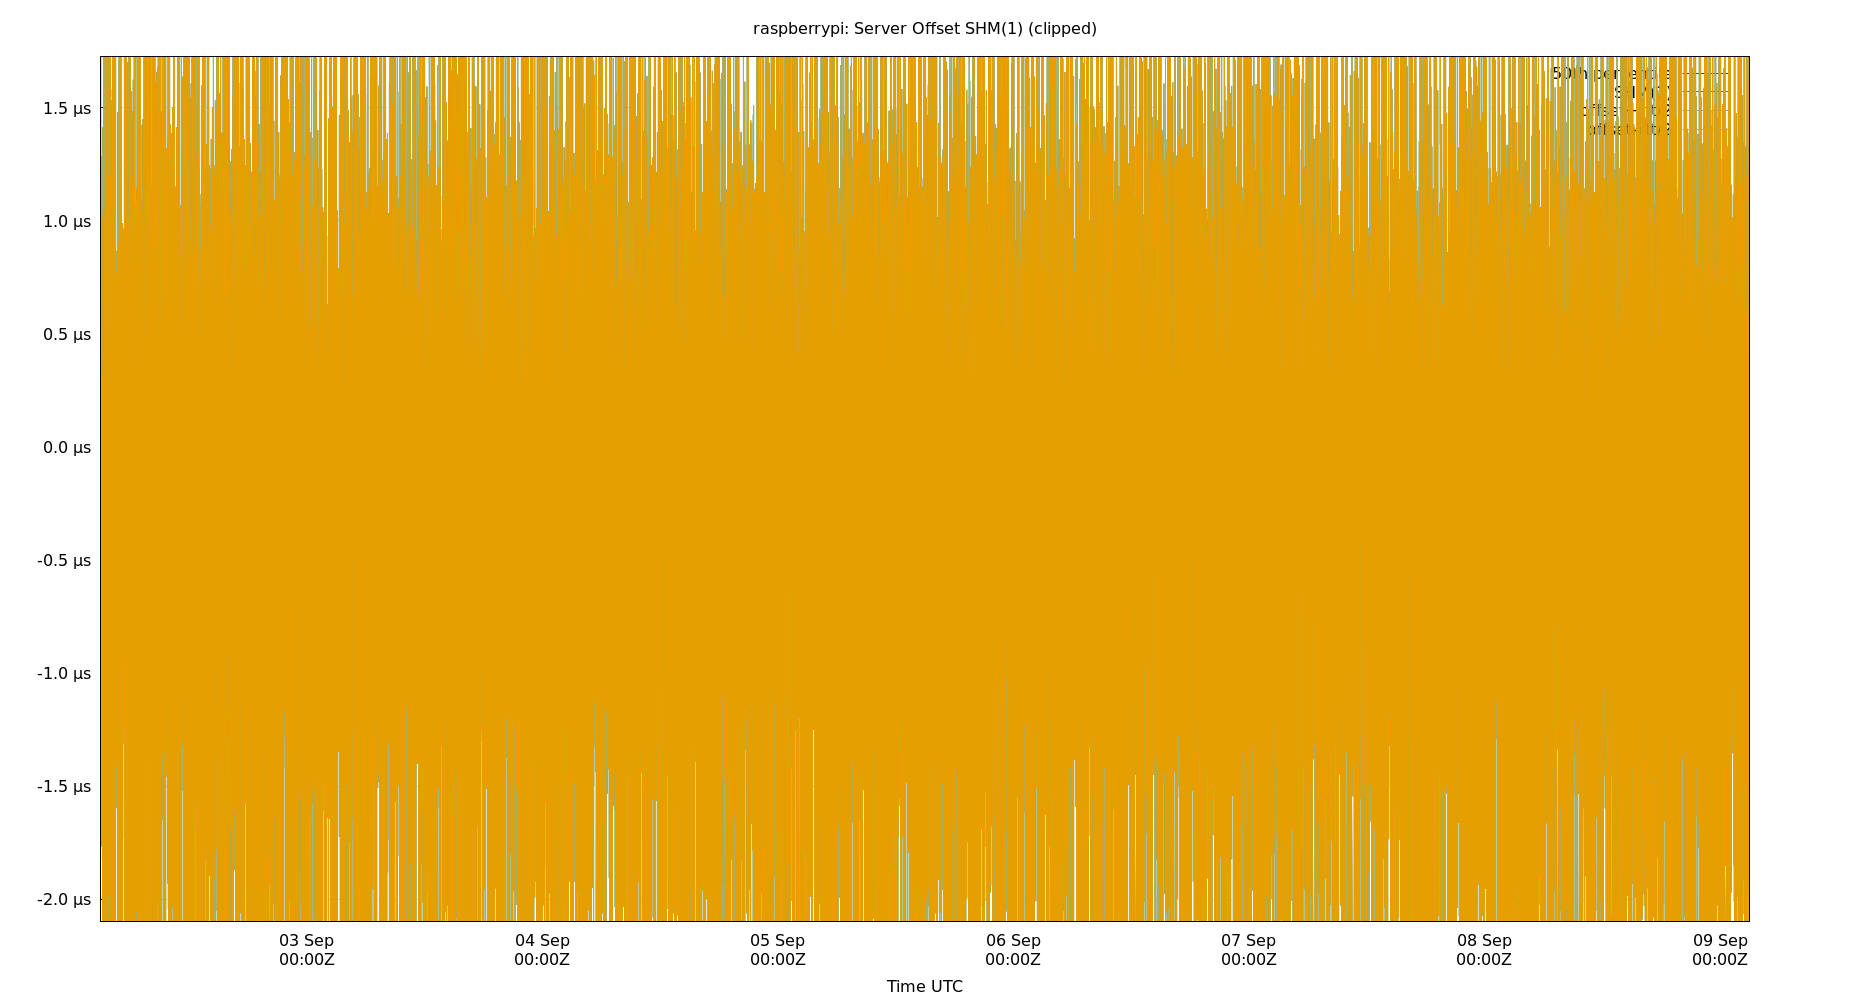 raspberrypi: Server Offset SHM(1) (clipped)
1.5 µs
1.0 µs
0.5 µs
0.0 µs
-0.5 µs
-1.0 µs
-1.5 µs
-2.0 µs
50th percentile
03 Sep 04 Sep 05 Sep 06 Sep 07 Sep 08 Sep 09 Sep
00:00Z 00:00Z 00:00Z 00:00Z 00:00Z 00:00Z 00:00Z
Time UTC